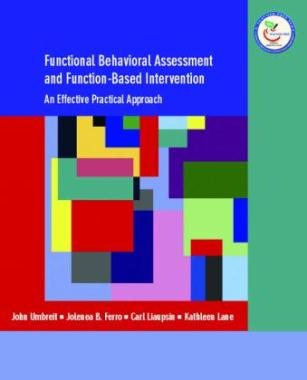 Functional Behavioral Assessment
and Function-Based Intervention
An Effective Practical Approach
John Umbreit ▪ Jolenea B. Ferro ▪ Carl Liaupsin ▪ Kathleen Lane